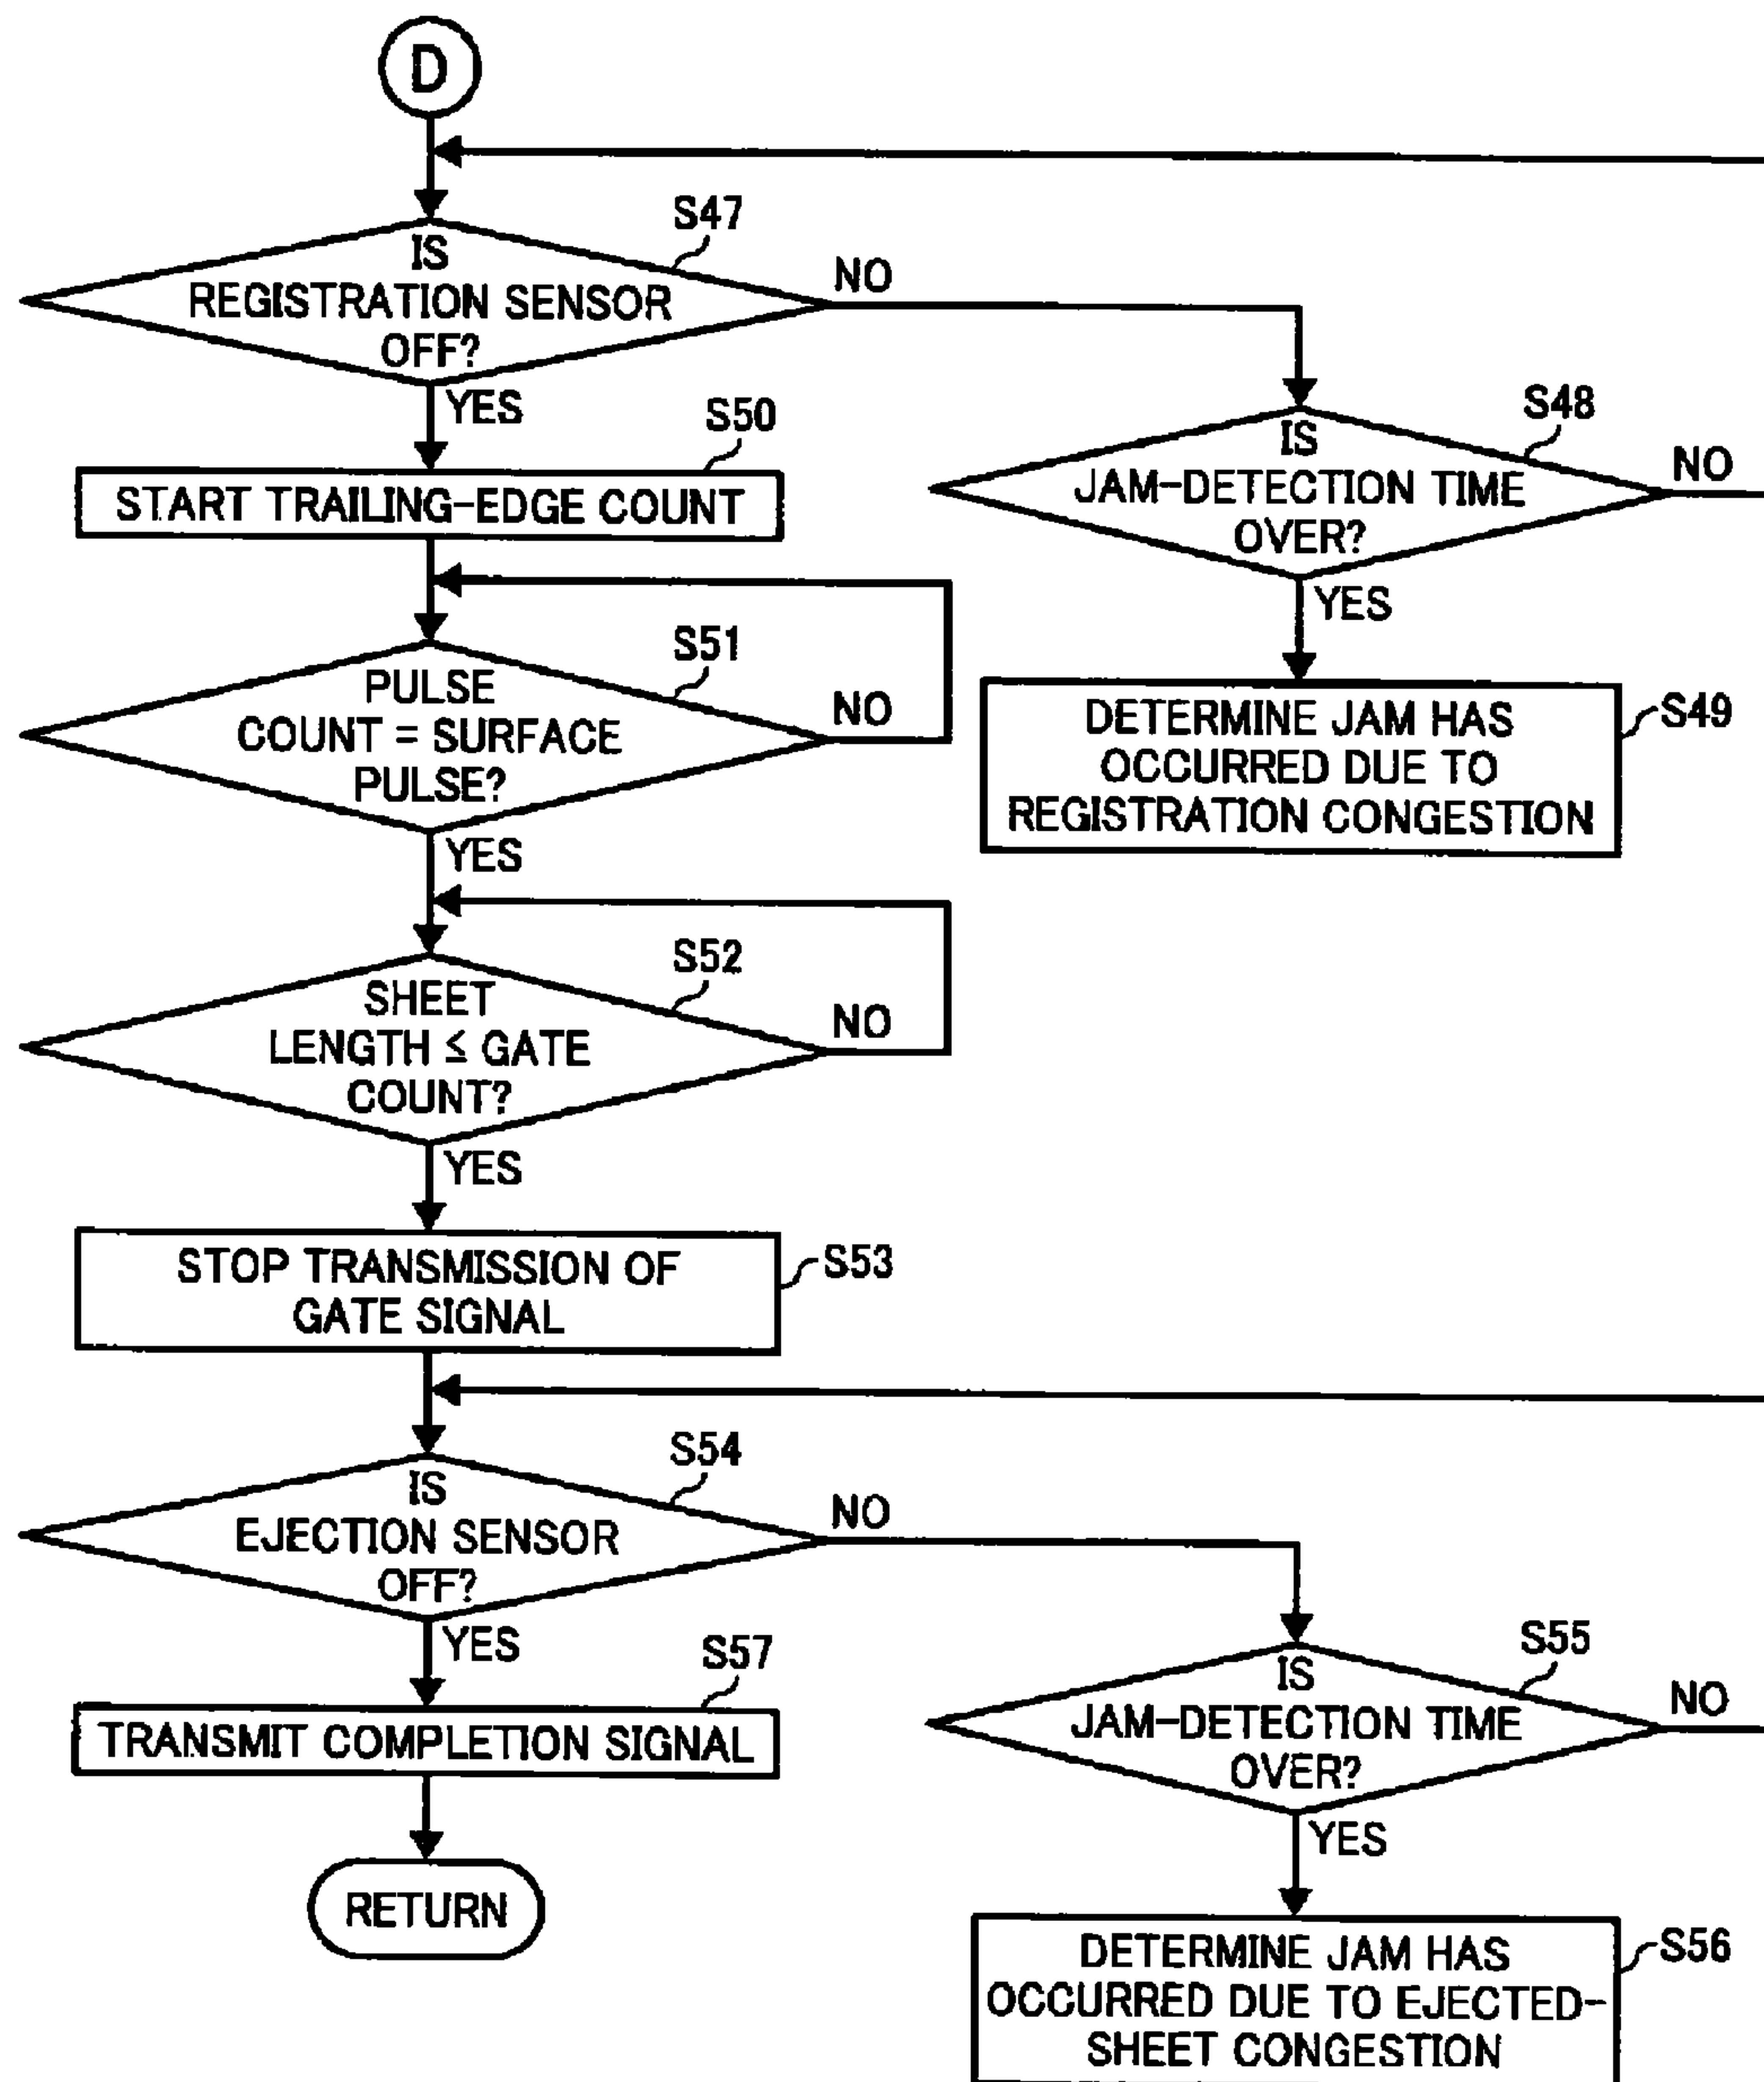 D
S47
IS
REGISTRATION SENSOR
OFF?
NO
YES
S48
IS
JAM-DETECTION TIME
OVER?
NO
YES
S49
DETERMINE JAM HAS
OCCURRED DUE TO
REGISTRATION CONGESTION
S50
START TRAILING-EDGE COUNT
S51
PULSE
COUNT = SURFACE
PULSE?
NO
YES
S52
SHEET
LENGTH ≤ GATE
COUNT?
NO
YES
S53
STOP TRANSMISSION OF
GATE SIGNAL
S54
IS
EJECTION SENSOR
OFF?
NO
YES
S55
IS
JAM-DETECTION TIME
OVER?
NO
YES
S56
DETERMINE JAM HAS
OCCURRED DUE TO EJECTED-
SHEET CONGESTION
S57
TRANSMIT COMPLETION SIGNAL
RETURN